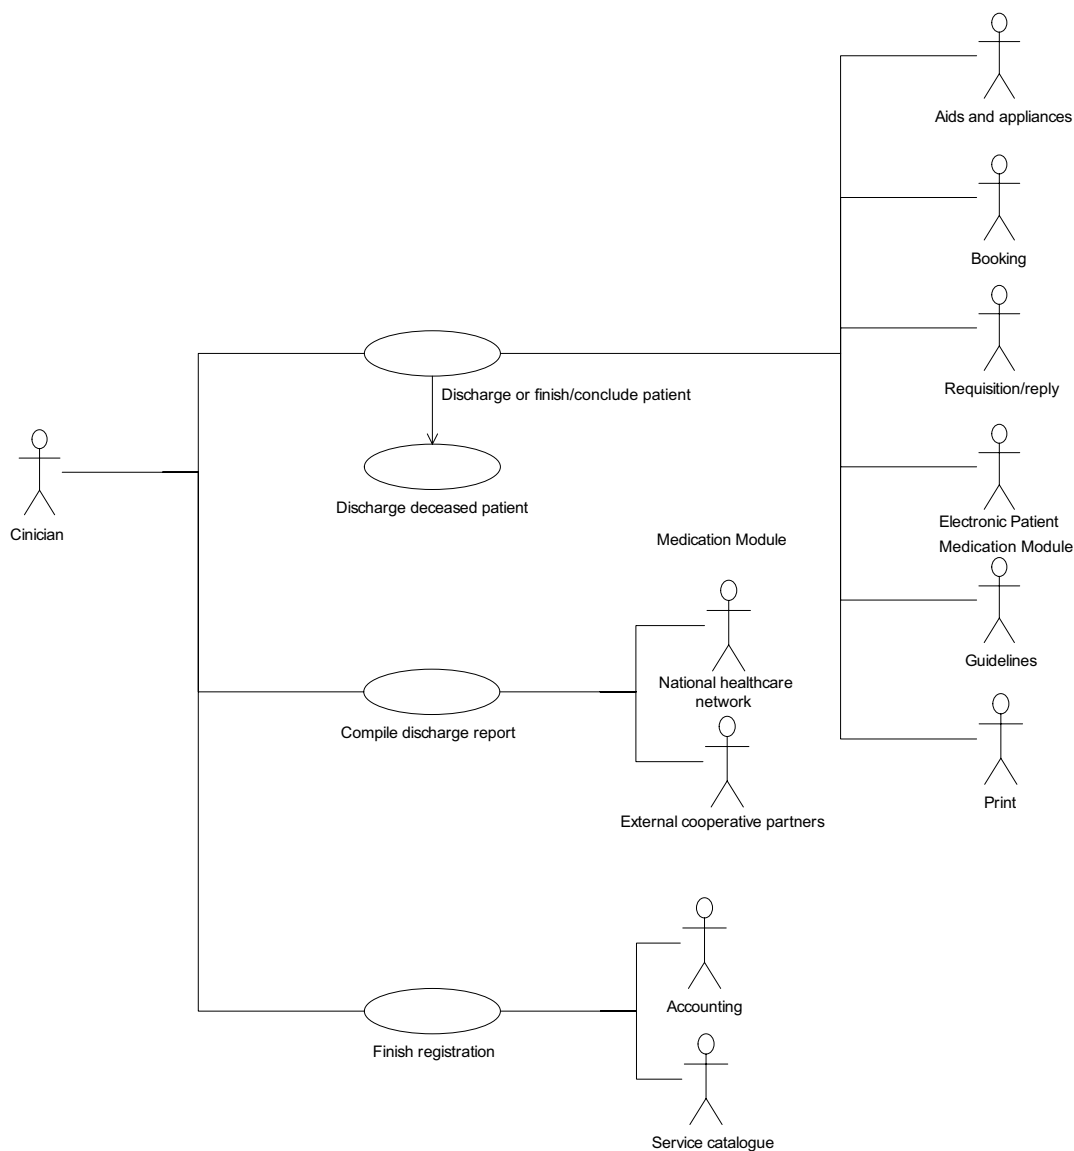 Aids and appliances
Booking
Requisition/reply
Discharge or finish/conclude patient
Electronic Patient
Medication Module
Discharge deceased patient
Cinician
Medication Module
Guidelines
National healthcare
network
Compile discharge report
Print
External cooperative partners
Accounting
Finish registration
Service catalogue